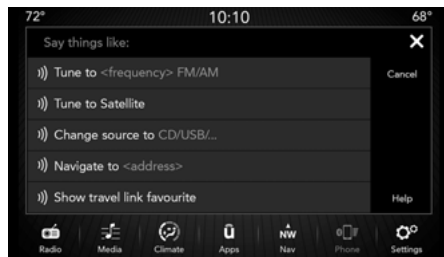 72°
10:10
68°
Say things like:
Tune to <frequency> FM/AM
Cancel
Tune to Satellite
Change source to CD/USB/...
Navigate to <address>
Show travel link favourite
Help
Radio
Media
Climate
Apps
NW
Nav
Phone
Settings